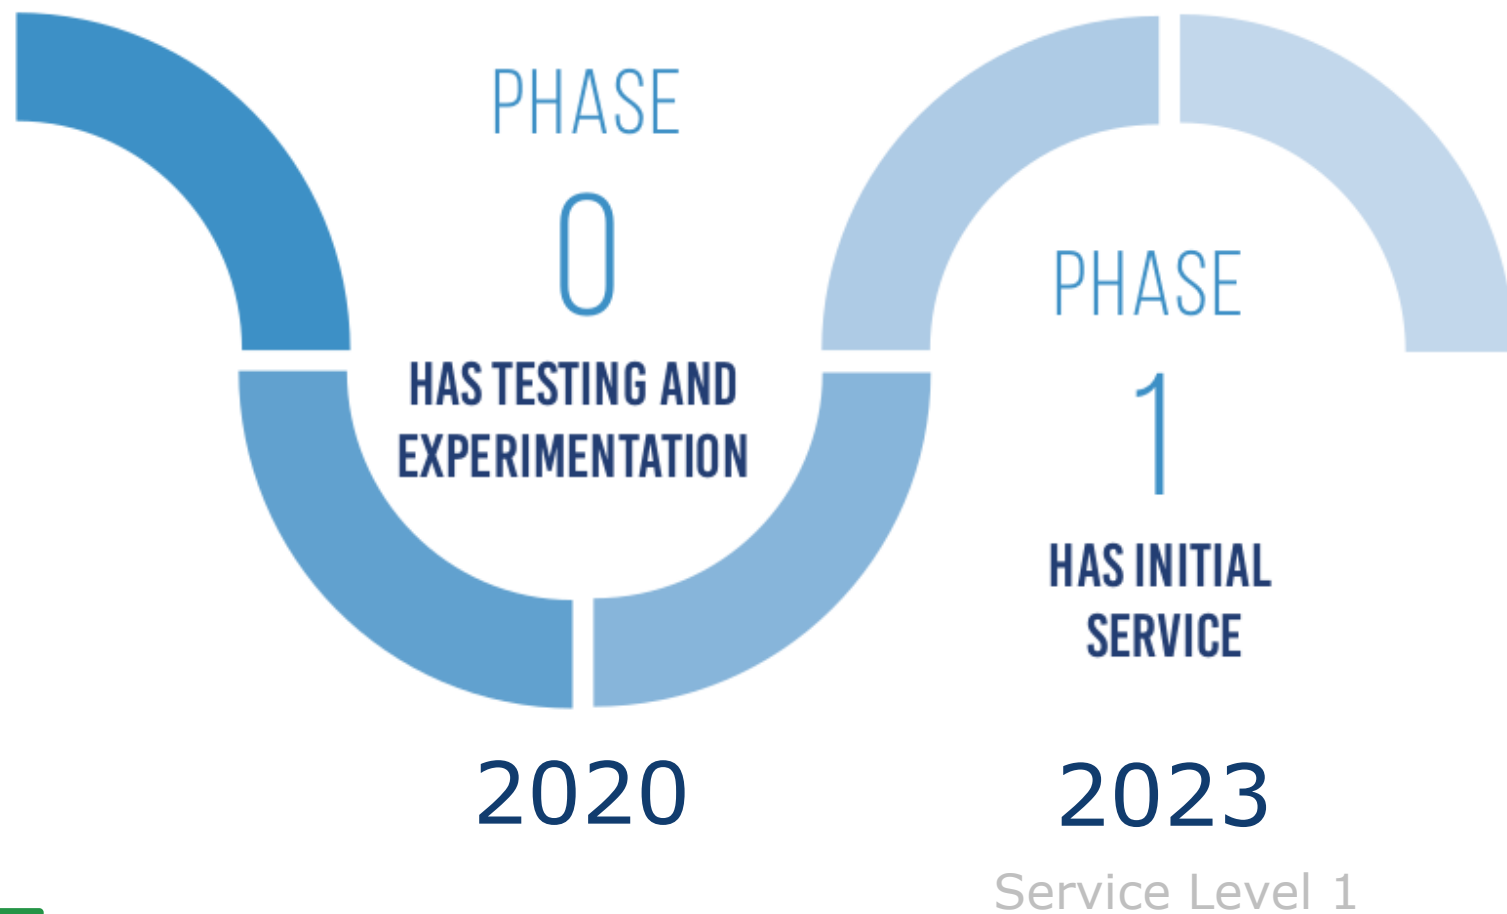 PHASE
0
HAS TESTING AND
EXPERIMENTATION
2020
PHASE
1
HAS INITIAL
SERVICE
2023
Service Level 1